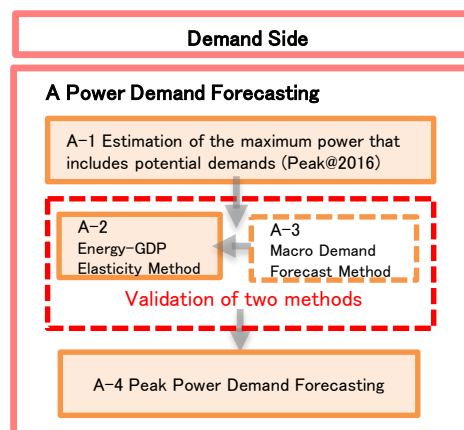 Demand Side
A Power Demand Forecasting
A-1 Estimation of the maximum power that
includes potential demands (Peak@2016)
A-2
Energy-GDP
Elasticity Method
A-3
Macro Demand
Forecast Method
Validation of two methods
A-4 Peak Power Demand Forecasting